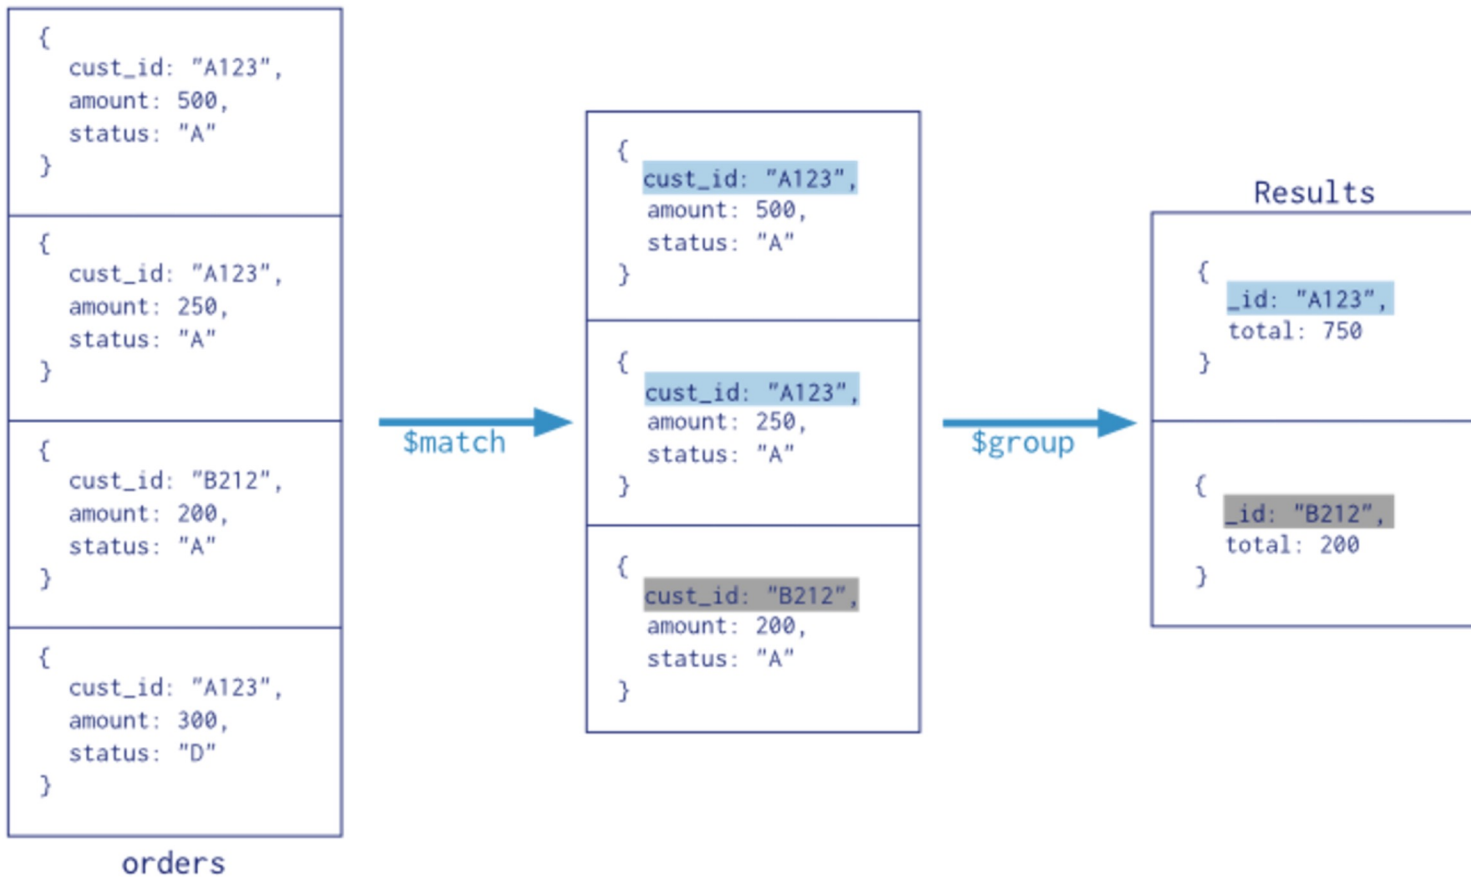 {
cust_id: "A123",
amount: 500,
status: "A"
}
{
cust_id: "A123",
amount: 250,
status: "A"
}
{
cust_id: "B212",
amount: 200,
status: "A"
}
{
cust_id: "A123",
amount: 300,
status: "D"
}
orders
$match
{
cust_id: "A123",
amount: 500,
status: "A"
}
{
cust_id: "A123",
amount: 250,
status: "A"
}
{
cust_id: "B212",
amount: 200,
status: "A"
}
$group
Results
{
_id: "A123",
total: 750
}
{
_id: "B212",
total: 200
}